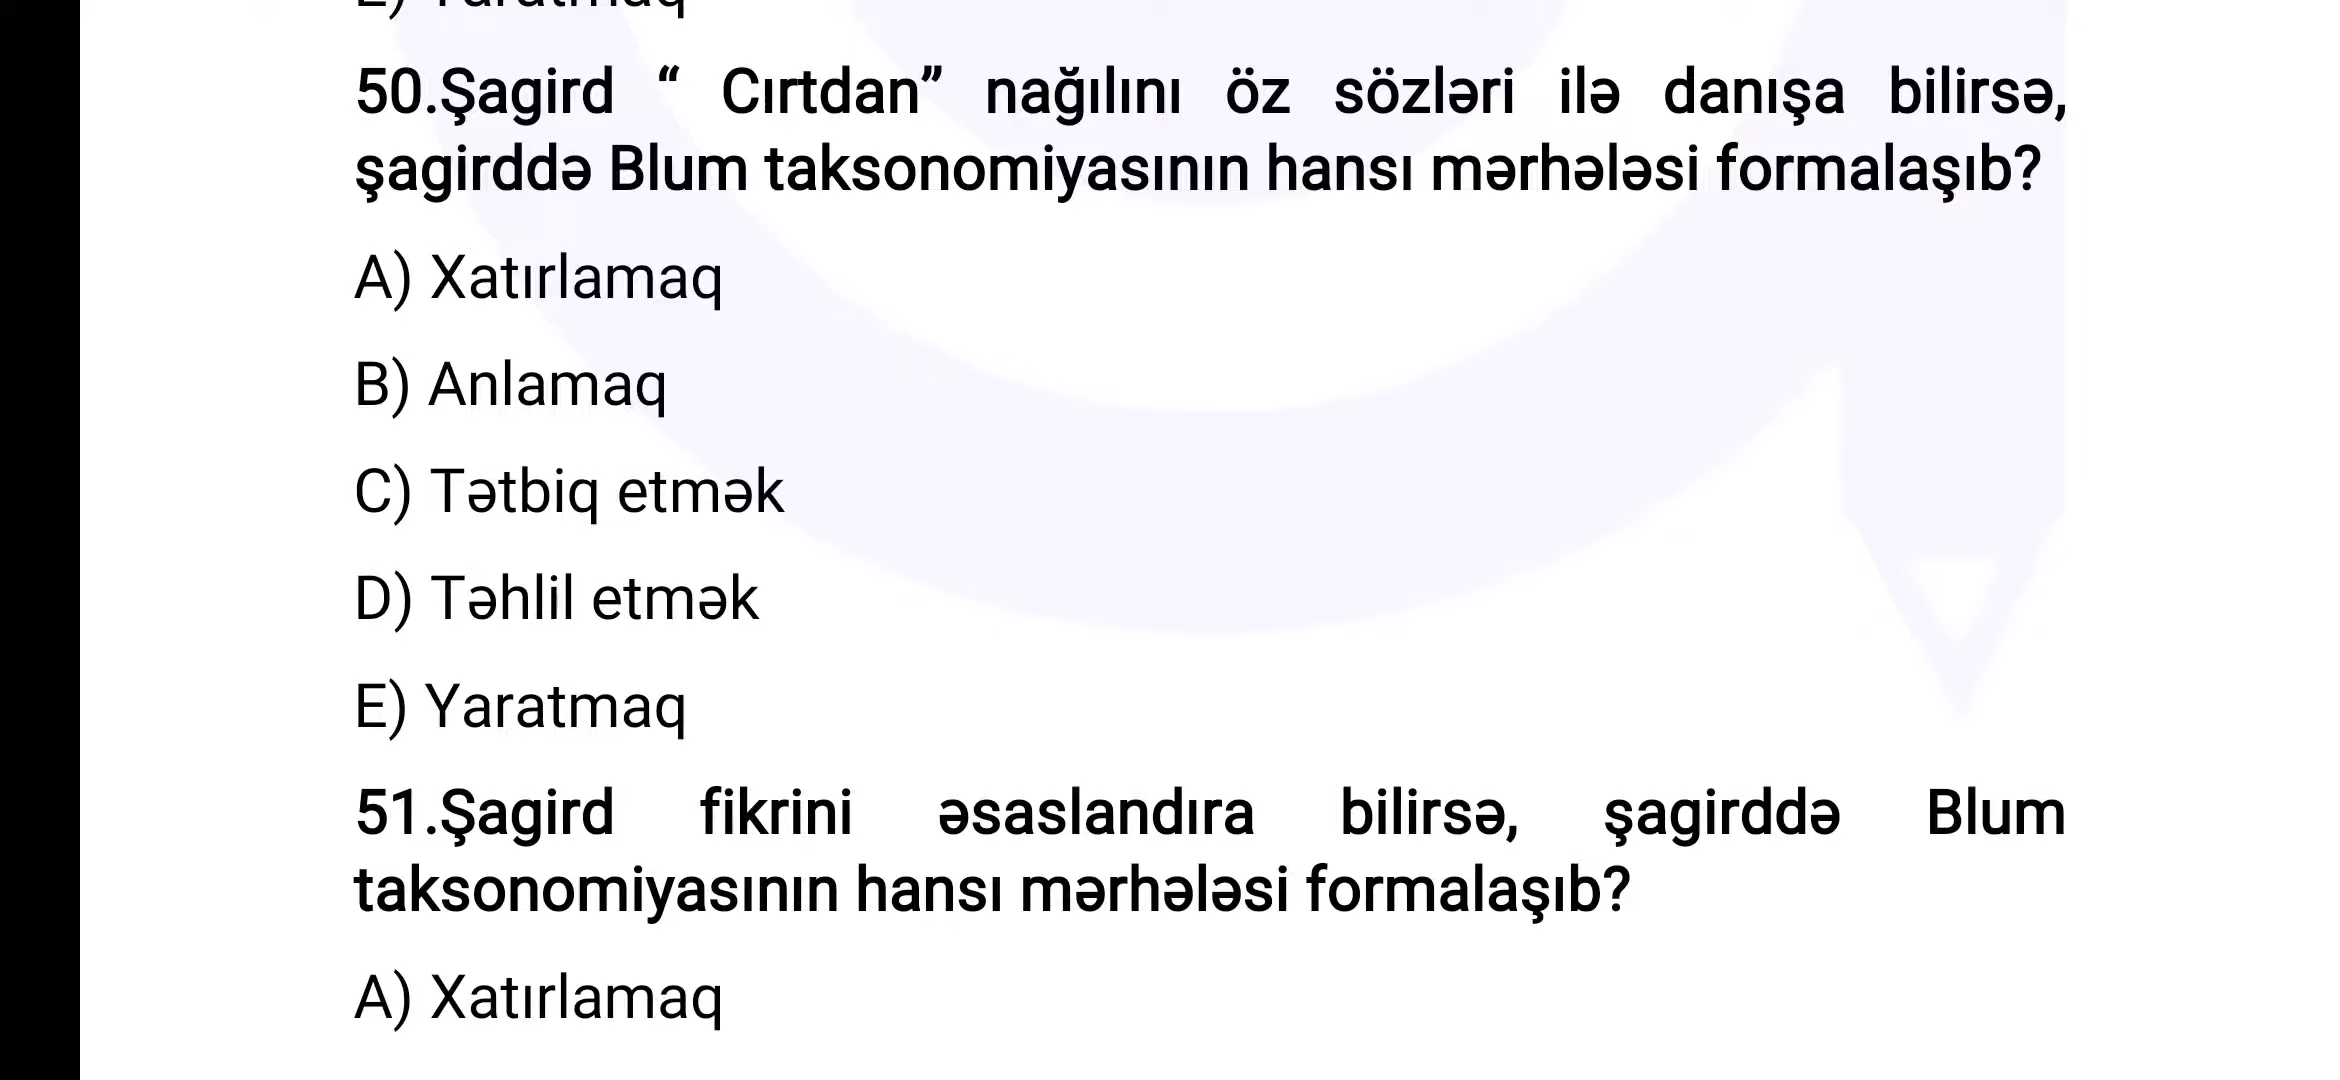 E) Yaratmaq
50.Şagird “ Cırtdan” nağılını öz sözləri ilə danışa bilirsə,
şagirddə Blum taksonomiyasının hansı mərhələsi formalaşıb?
A) Xatırlamaq
B) Anlamaq
C) Tətbiq etmək
D) Təhlil etmək
E) Yaratmaq
51.Şagird fikrini əsaslandıra bilirsə, şagirddə Blum
taksonomiyasının hansı mərhələsi formalaşıb?
A) Xatırlamaq